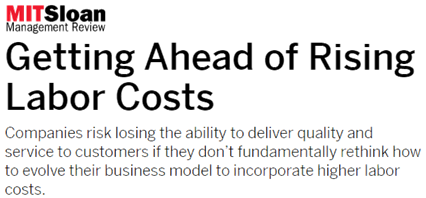 MITSloan
Management Review
Getting Ahead of Rising
Labor Costs
Companies risk losing the ability to deliver quality and
service to customers if they don’t fundamentally rethink how
to evolve their business model to incorporate higher labor
costs.